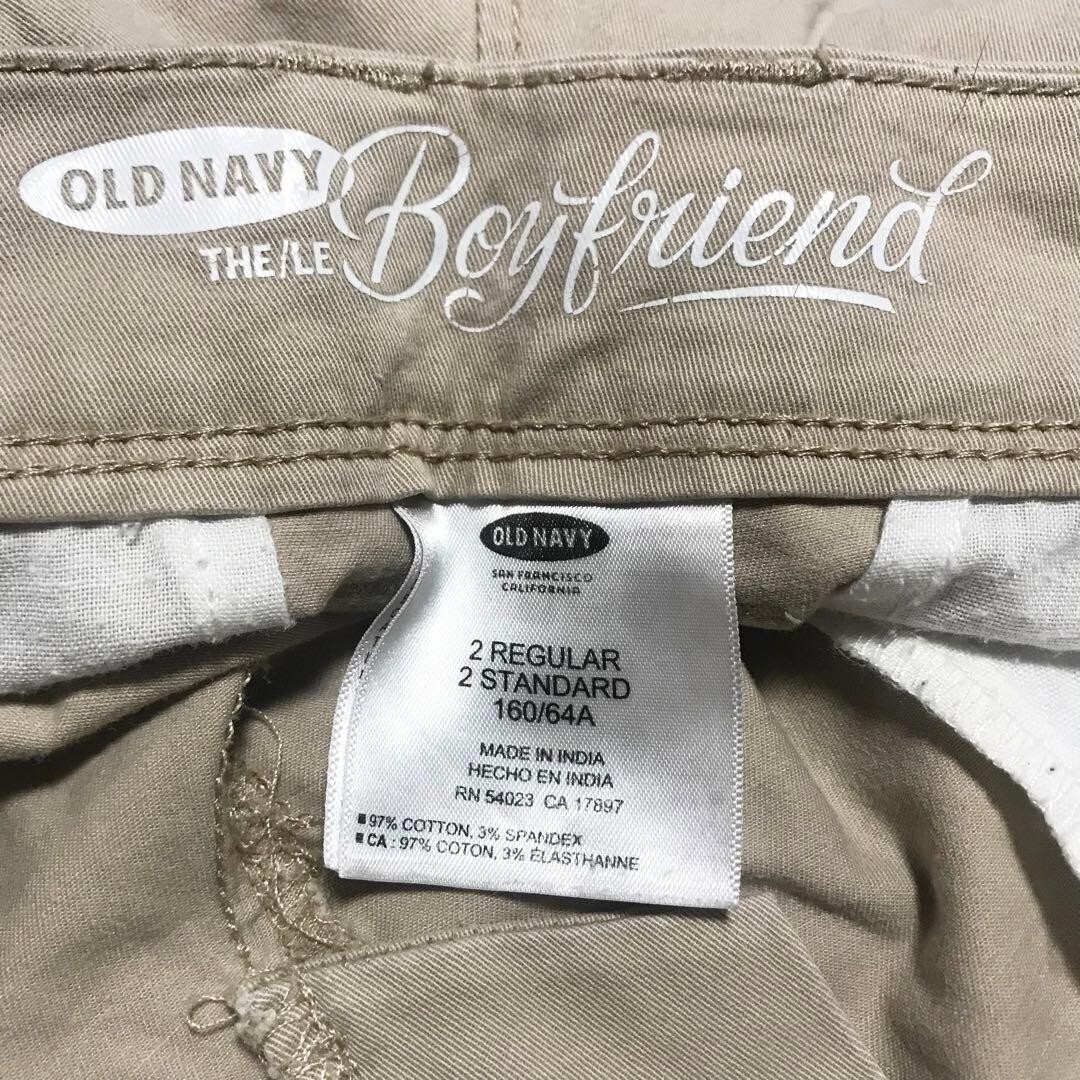 OLD NAVY
THE/LE Boyfriend
OLD NAVY
SAN FRANCISCO
CALIFORNIA
2 REGULAR
2 STANDARD
160/64A
MADE IN INDIA
HECHO EN INDIA
RN 54023 CA 17897
■ 97% COTTON, 3% SPANDEX
■ CA : 97% COTON, 3% ÉLASTHANNE